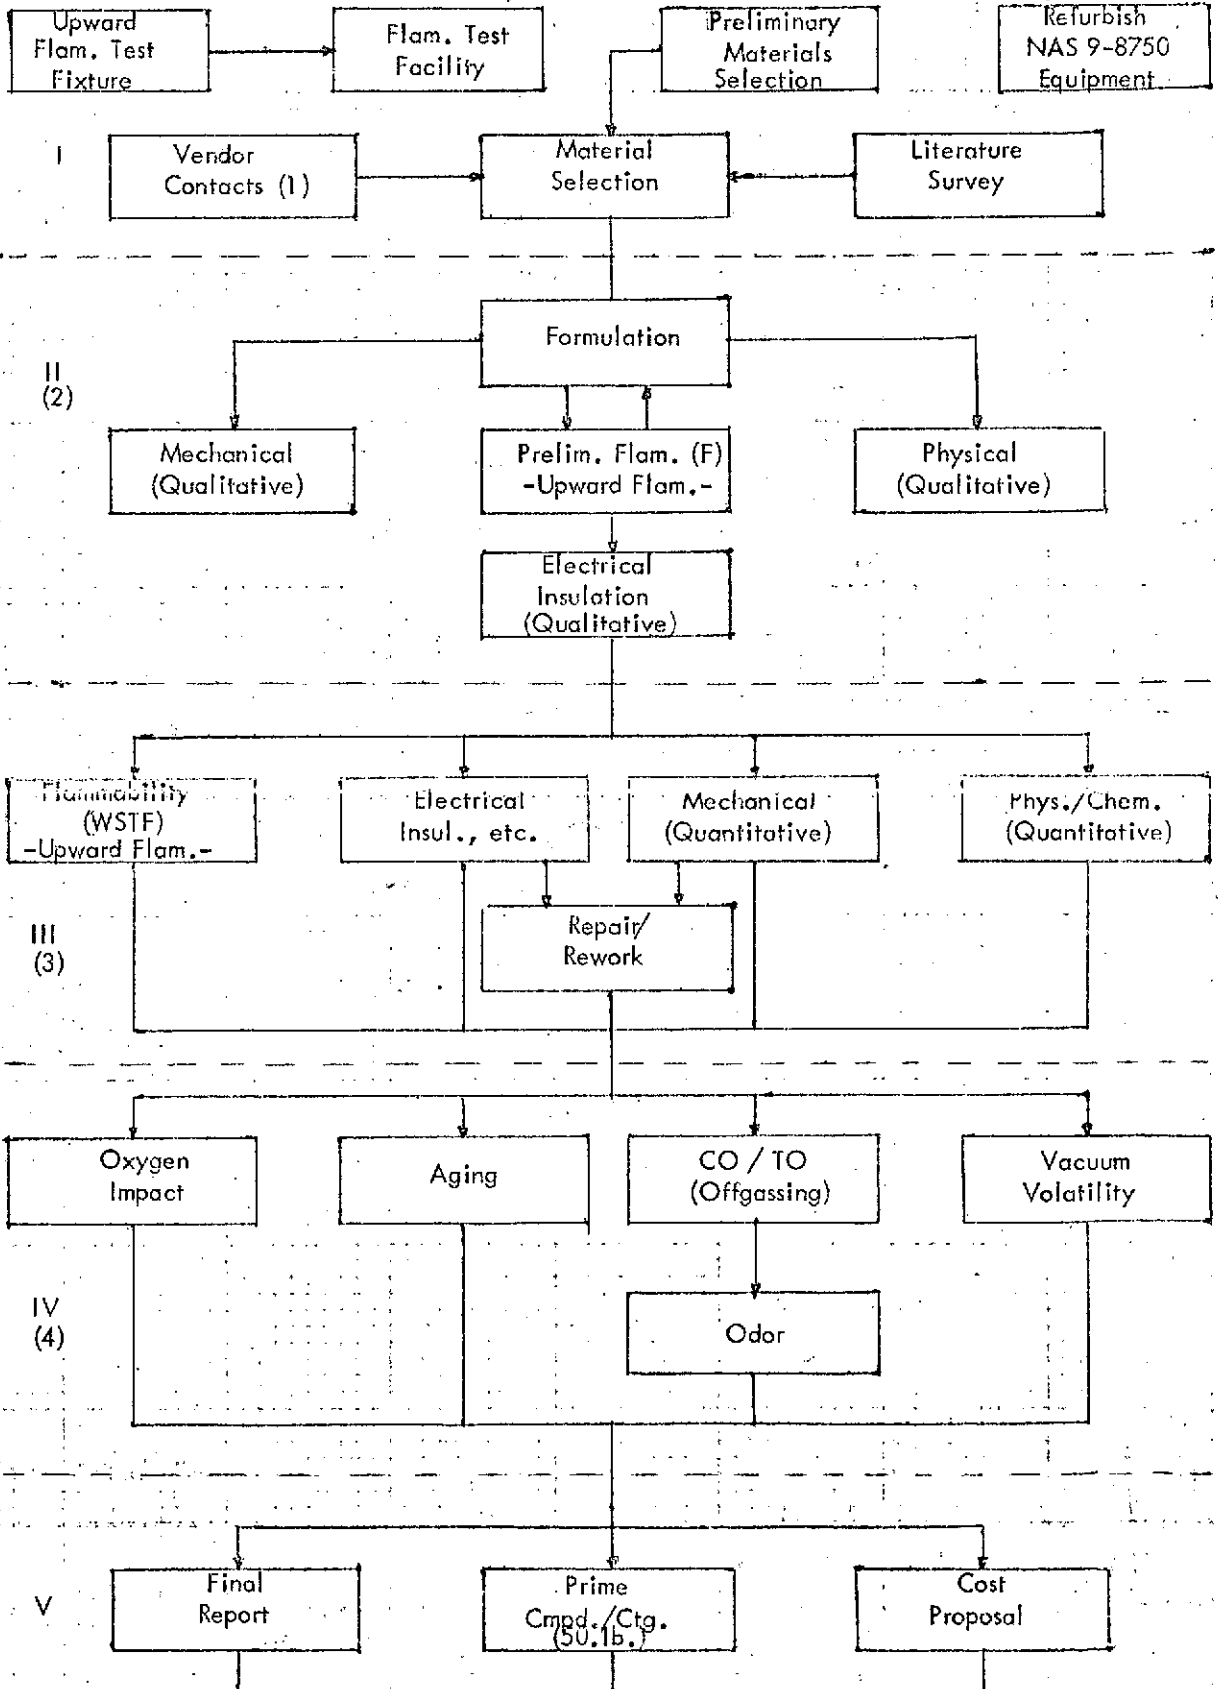 Upward
Flam. Test
Fixture
Flam. Test
Facility
Preliminary
Materials
Selection
Refurbish
NAS 9-8750
Equipment
I
Vendor
Contacts (1)
Material
Selection
Literature
Survey
Formulation
II
(2)
Mechanical
(Qualitative)
Prelim. Flam. (F)
-Upward Flam.-
Physical
(Qualitative)
Electrical
Insulation
(Qualitative)
Flammability
(WSTF)
-Upward Flam.-
Electrical
Insul., etc.
Mechanical
(Quantitative)
Phys./Chem.
(Quantitative)
III
(3)
Repair/
Rework
Oxygen
Impact
Aging
CO / TO
(Offgassing)
Vacuum
Volatility
IV
(4)
Odor
V
Final
Report
Prime
Cmpd./Ctg.
(50.lb.)
Cost
Proposal